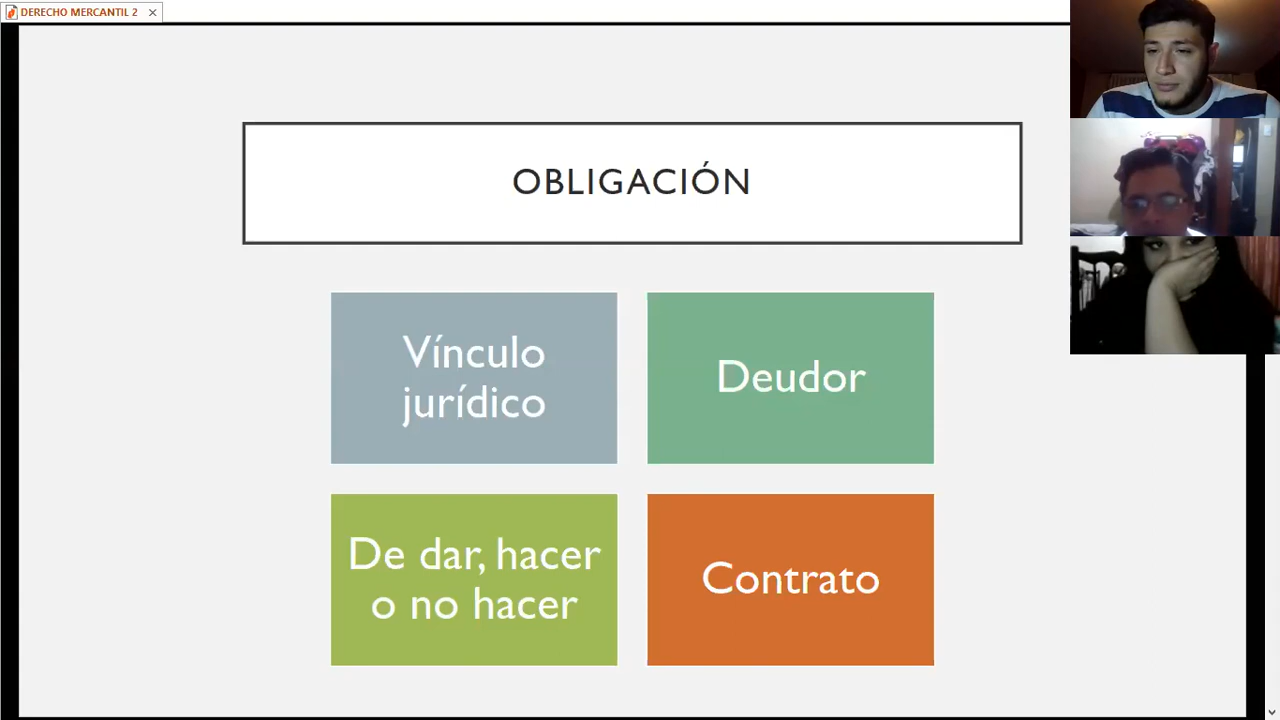 DERECHO MERCANTIL 2
OBLIGACIÓN
Vínculo
jurídico
Deudor
De dar, hacer
o no hacer
Contrato